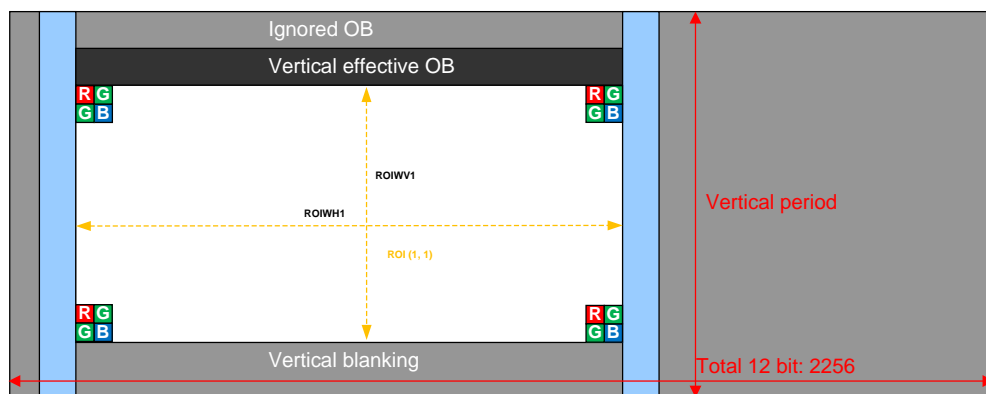 Ignored OB
Vertical effective OB
R G R G
G B G B
ROIWV1
Vertical period
ROIWH1
ROI (1, 1)
R G R G
G B G B
Vertical blanking
Total 12 bit: 2256